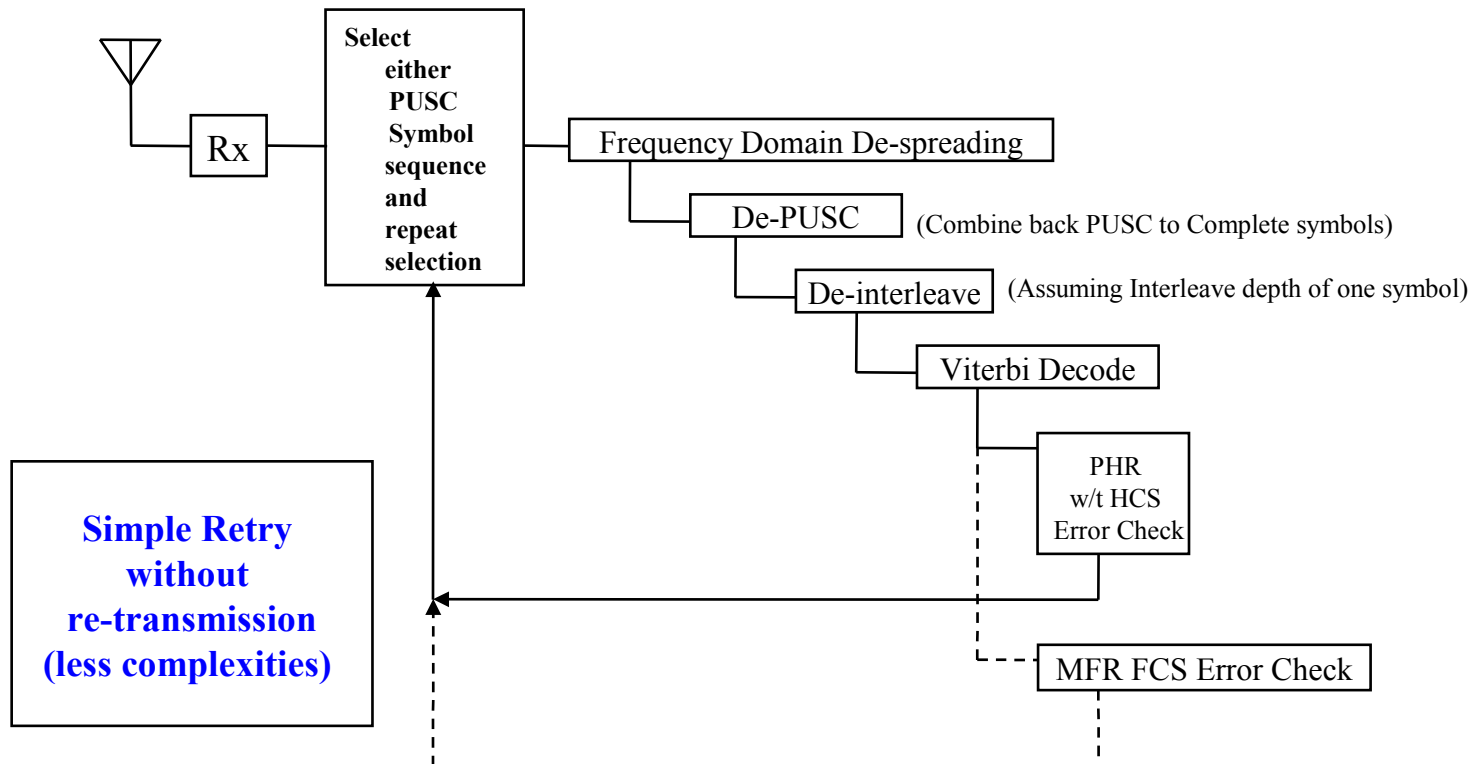 Select
either
PUSC
Symbol
sequence
and
repeat
selection
Rx
Frequency Domain De-spreading
De-PUSC
(Combine back PUSC to Complete symbols)
De-interleave
(Assuming Interleave depth of one symbol)
Viterbi Decode
PHR
w/t HCS
Error Check
Simple Retry
without
re-transmission
(less complexities)
MFR FCS Error Check